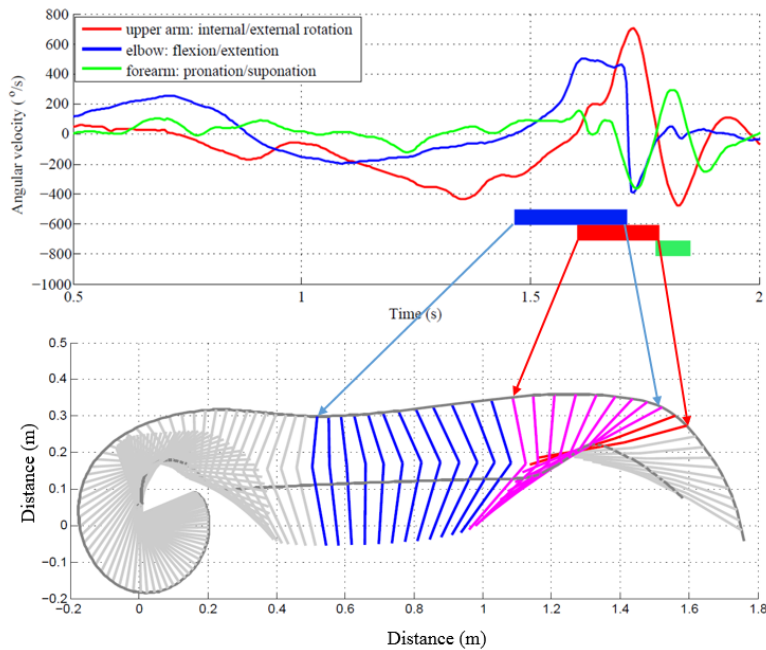 800
600
400
200
0
−200
−400
−600
−800
−1000
Angular velocity (°/s)
upper arm: internal/external rotation
elbow: flexion/extention
forearm: pronation/suponation
0.5 1 1.5 2
Time (s)
0.5
0.4
0.3
0.2
0.1
0
-0.1
-0.2
Distance (m)
−0.2 0 0.2 0.4 0.6 0.8 1 1.2 1.4 1.6 1.8
Distance (m)